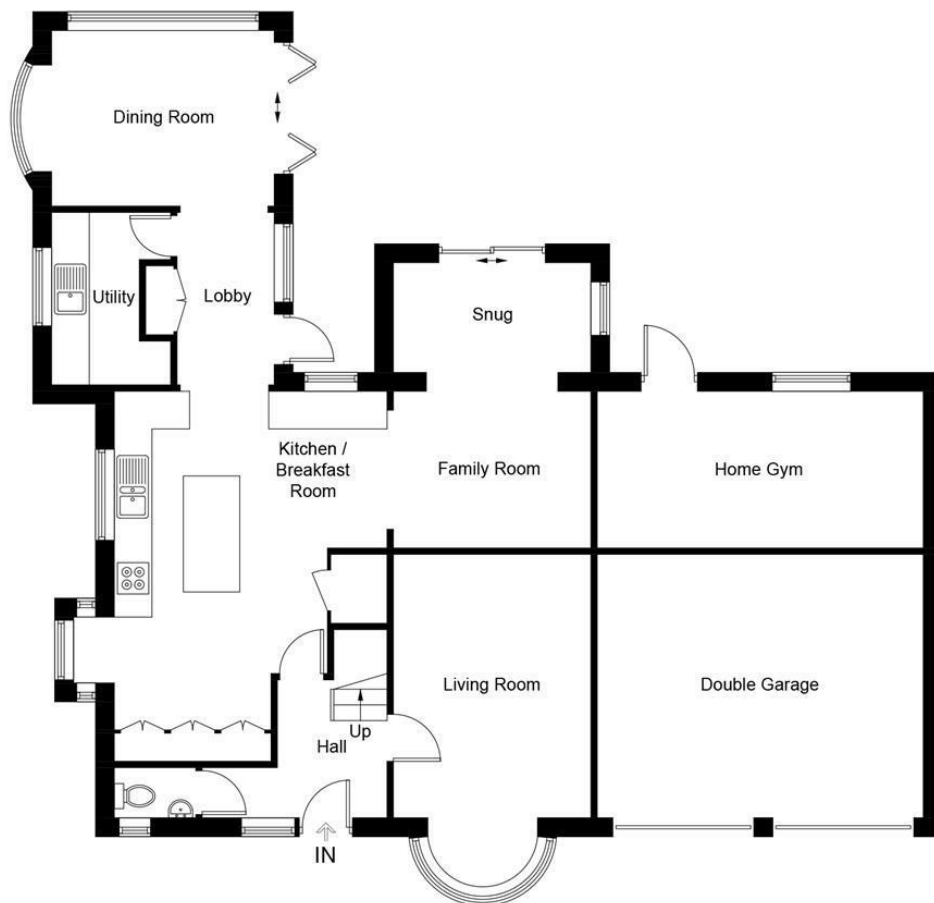 Dining Room
Utility
Lobby
Snug
Kitchen /
Breakfast
Room
Family Room
Home Gym
Living Room
Double Garage
Up
Hall
IN